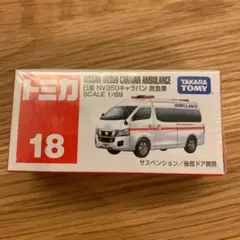 トミカ
18
NISSAN NV350 CARAVAN AMBULANCE
日産 NV350キャラバン 救急車
SCALE 1/69
TAKARA
TOMY
サスペンション/後部ドア開閉